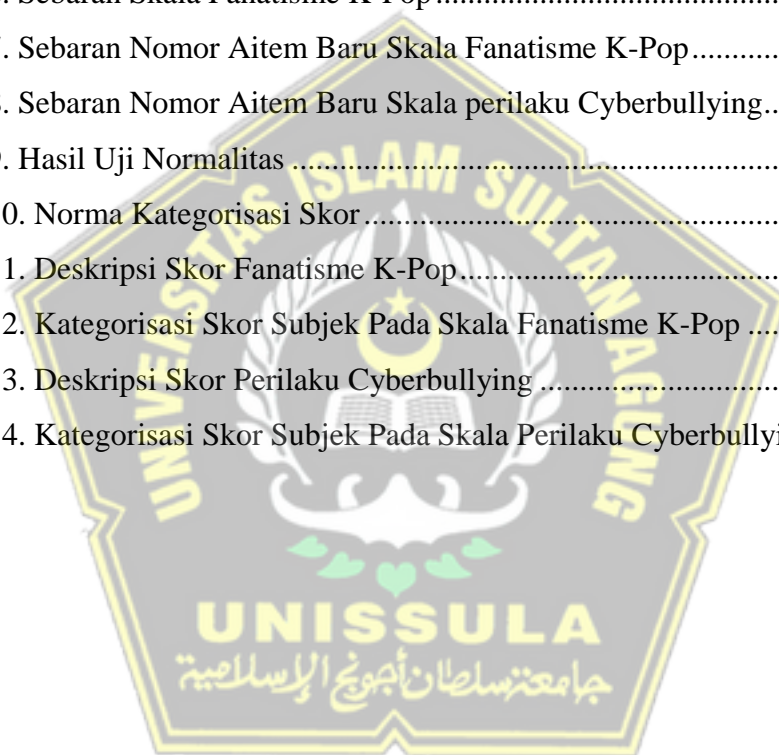 . Sebaran Skala Fanatisme K-Pop
. Sebaran Nomor Aitem Baru Skala Fanatisme K-Pop
. Sebaran Nomor Aitem Baru Skala perilaku Cyberbullying
. Hasil Uji Normalitas
0. Norma Kategorisasi Skor
1. Deskripsi Skor Fanatisme K-Pop
2. Kategorisasi Skor Subjek Pada Skala Fanatisme K-Pop
3. Deskripsi Skor Perilaku Cyberbullying
4. Kategorisasi Skor Subjek Pada Skala Perilaku
UNIVERSITAS ISLAM SULTAN AGUNG
UNISSULA
جامعتسلطان أجونج الإسلامية